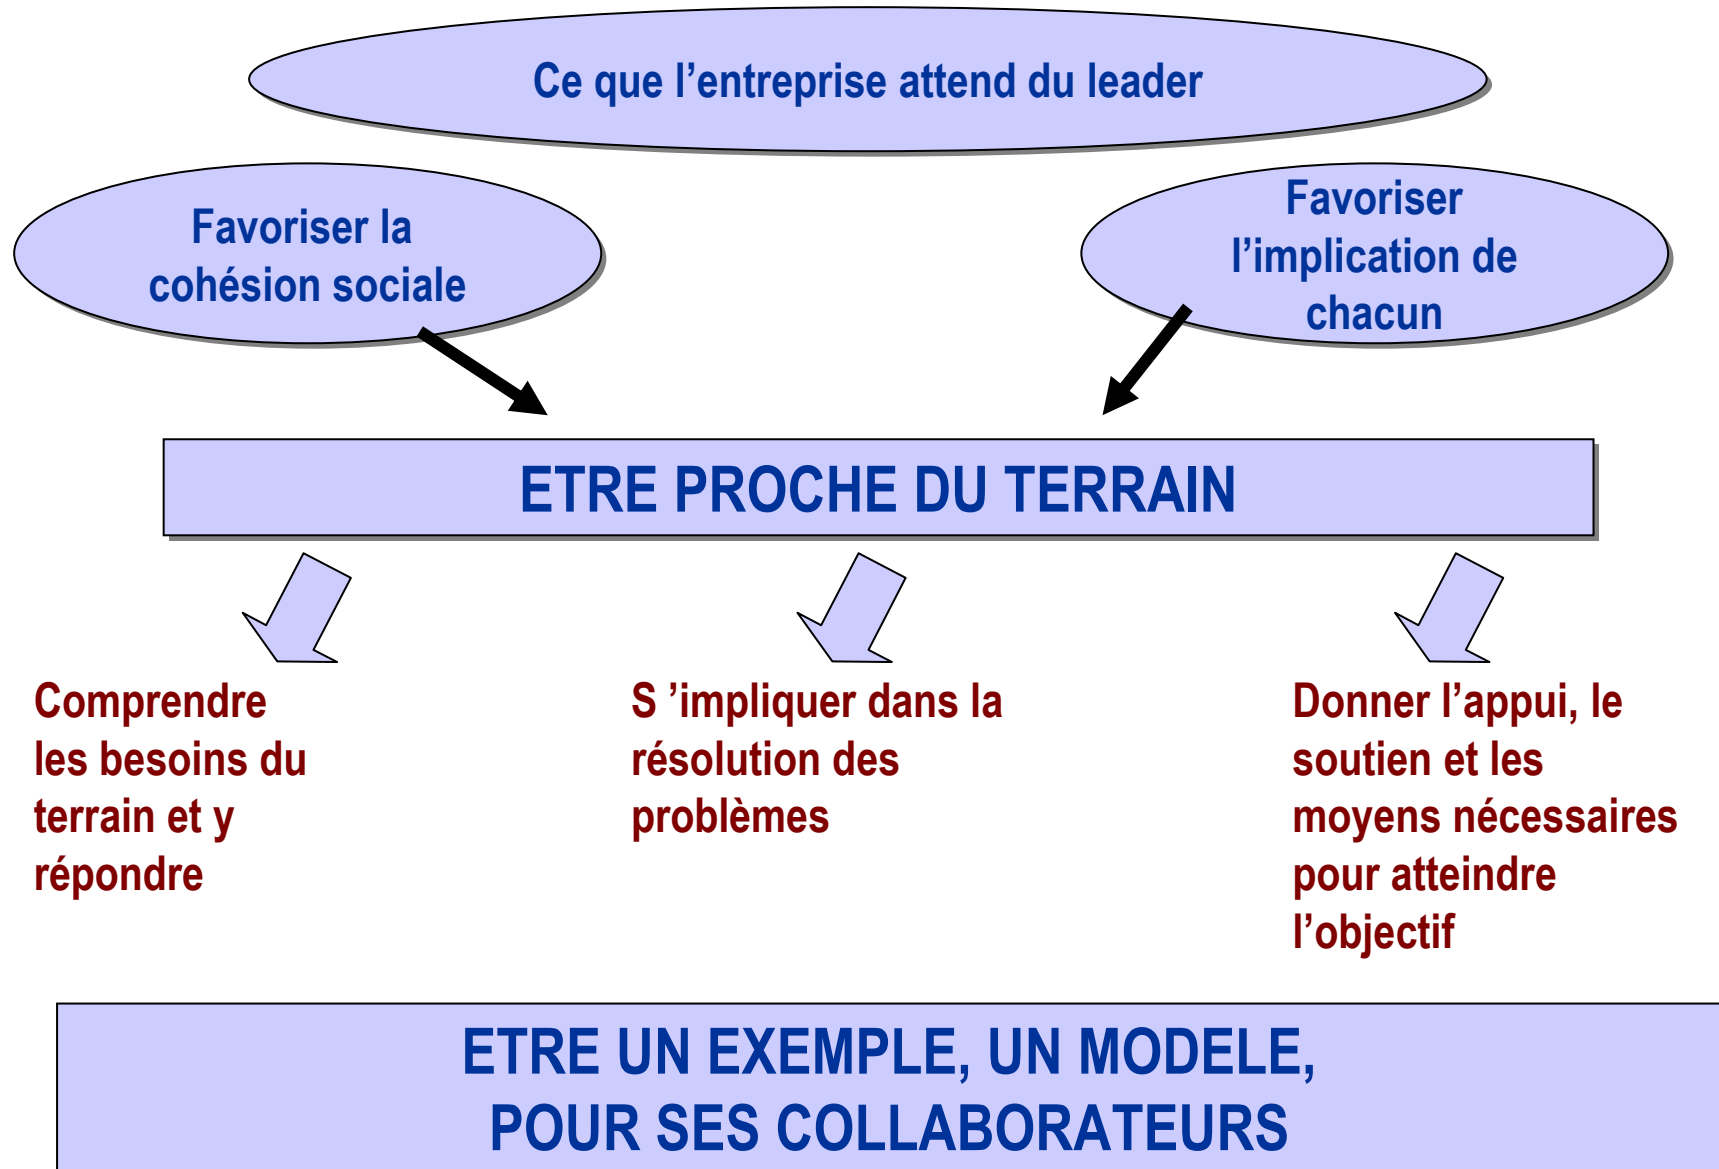 Ce que l’entreprise attend du leader
Favoriser la
cohésion sociale
Favoriser
l’implication de
chacun
ETRE PROCHE DU TERRAIN
Comprendre
les besoins du
terrain et y
répondre
S ’impliquer dans la
résolution des
problèmes
Donner l’appui, le
soutien et les
moyens nécessaires
pour atteindre
l’objectif
ETRE UN EXEMPLE, UN MODELE,
POUR SES COLLABORATEURS